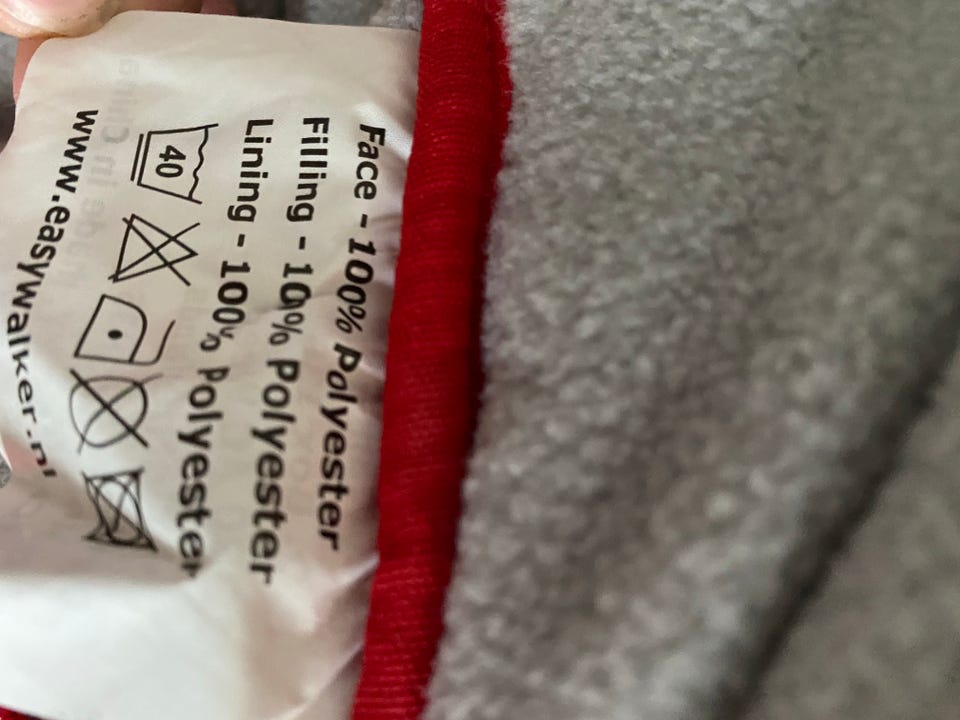 Face - 100% Polyester
Filling - 100% Polyester
Lining - 100% Polyester
40
www.easywalker.nl